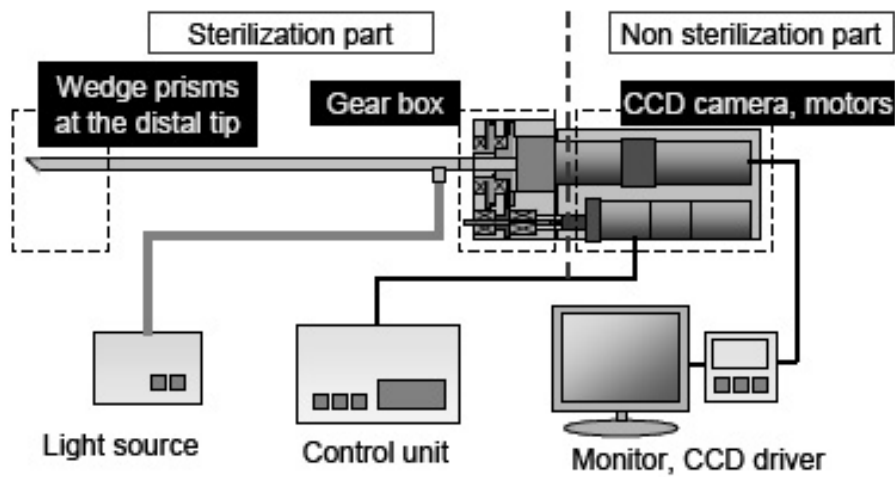 Sterilization part
Non sterilization part
Wedge prisms
at the distal tip
Gear box
CCD camera, motors
Light source
Control unit
Monitor, CCD driver